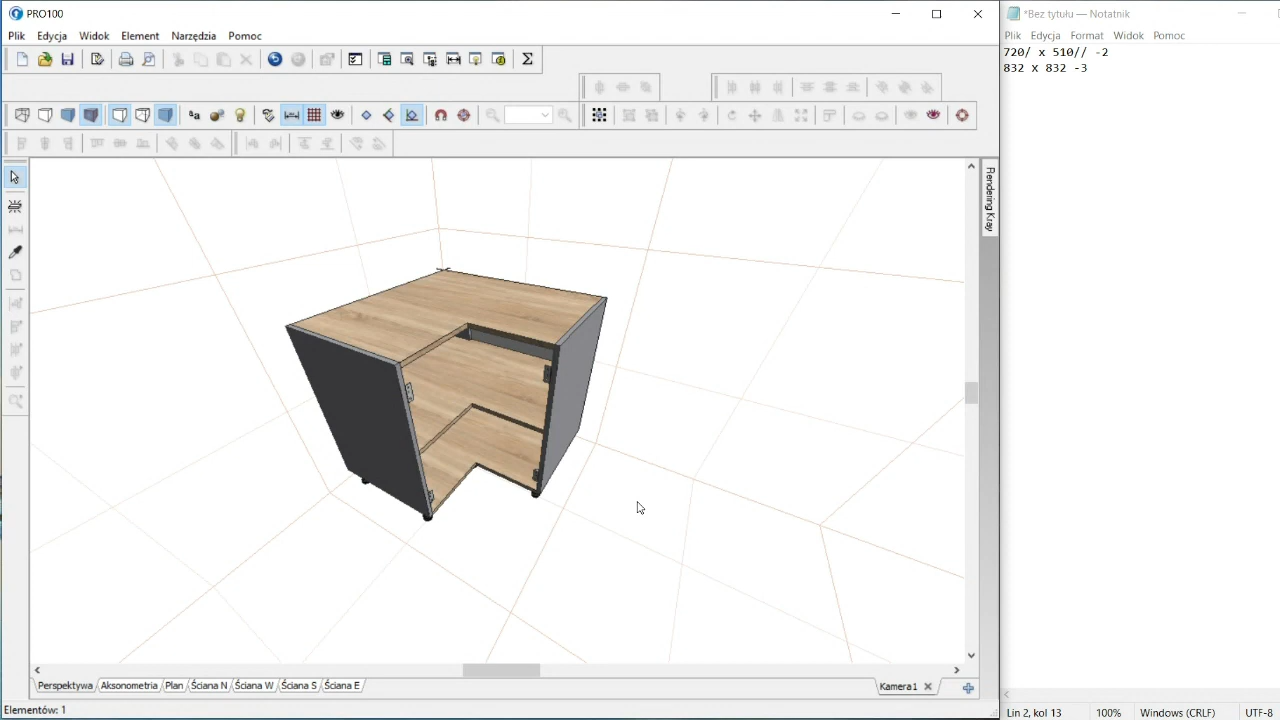 PRO100
Plik Edycja Widok Element Narzędzia Pomoc
Rendering Kray
Perspektywa Aksonometria Plan Ściana N Ściana W Ściana S Ściana E
Kamera1
Elementów: 1
*Bez tytułu — Notatnik
Plik Edycja Format Widok Pomoc
720/ x 510// -2
832 x 832 -3
Lin 2, kol 13 100% Windows (CRLF) UTF-8